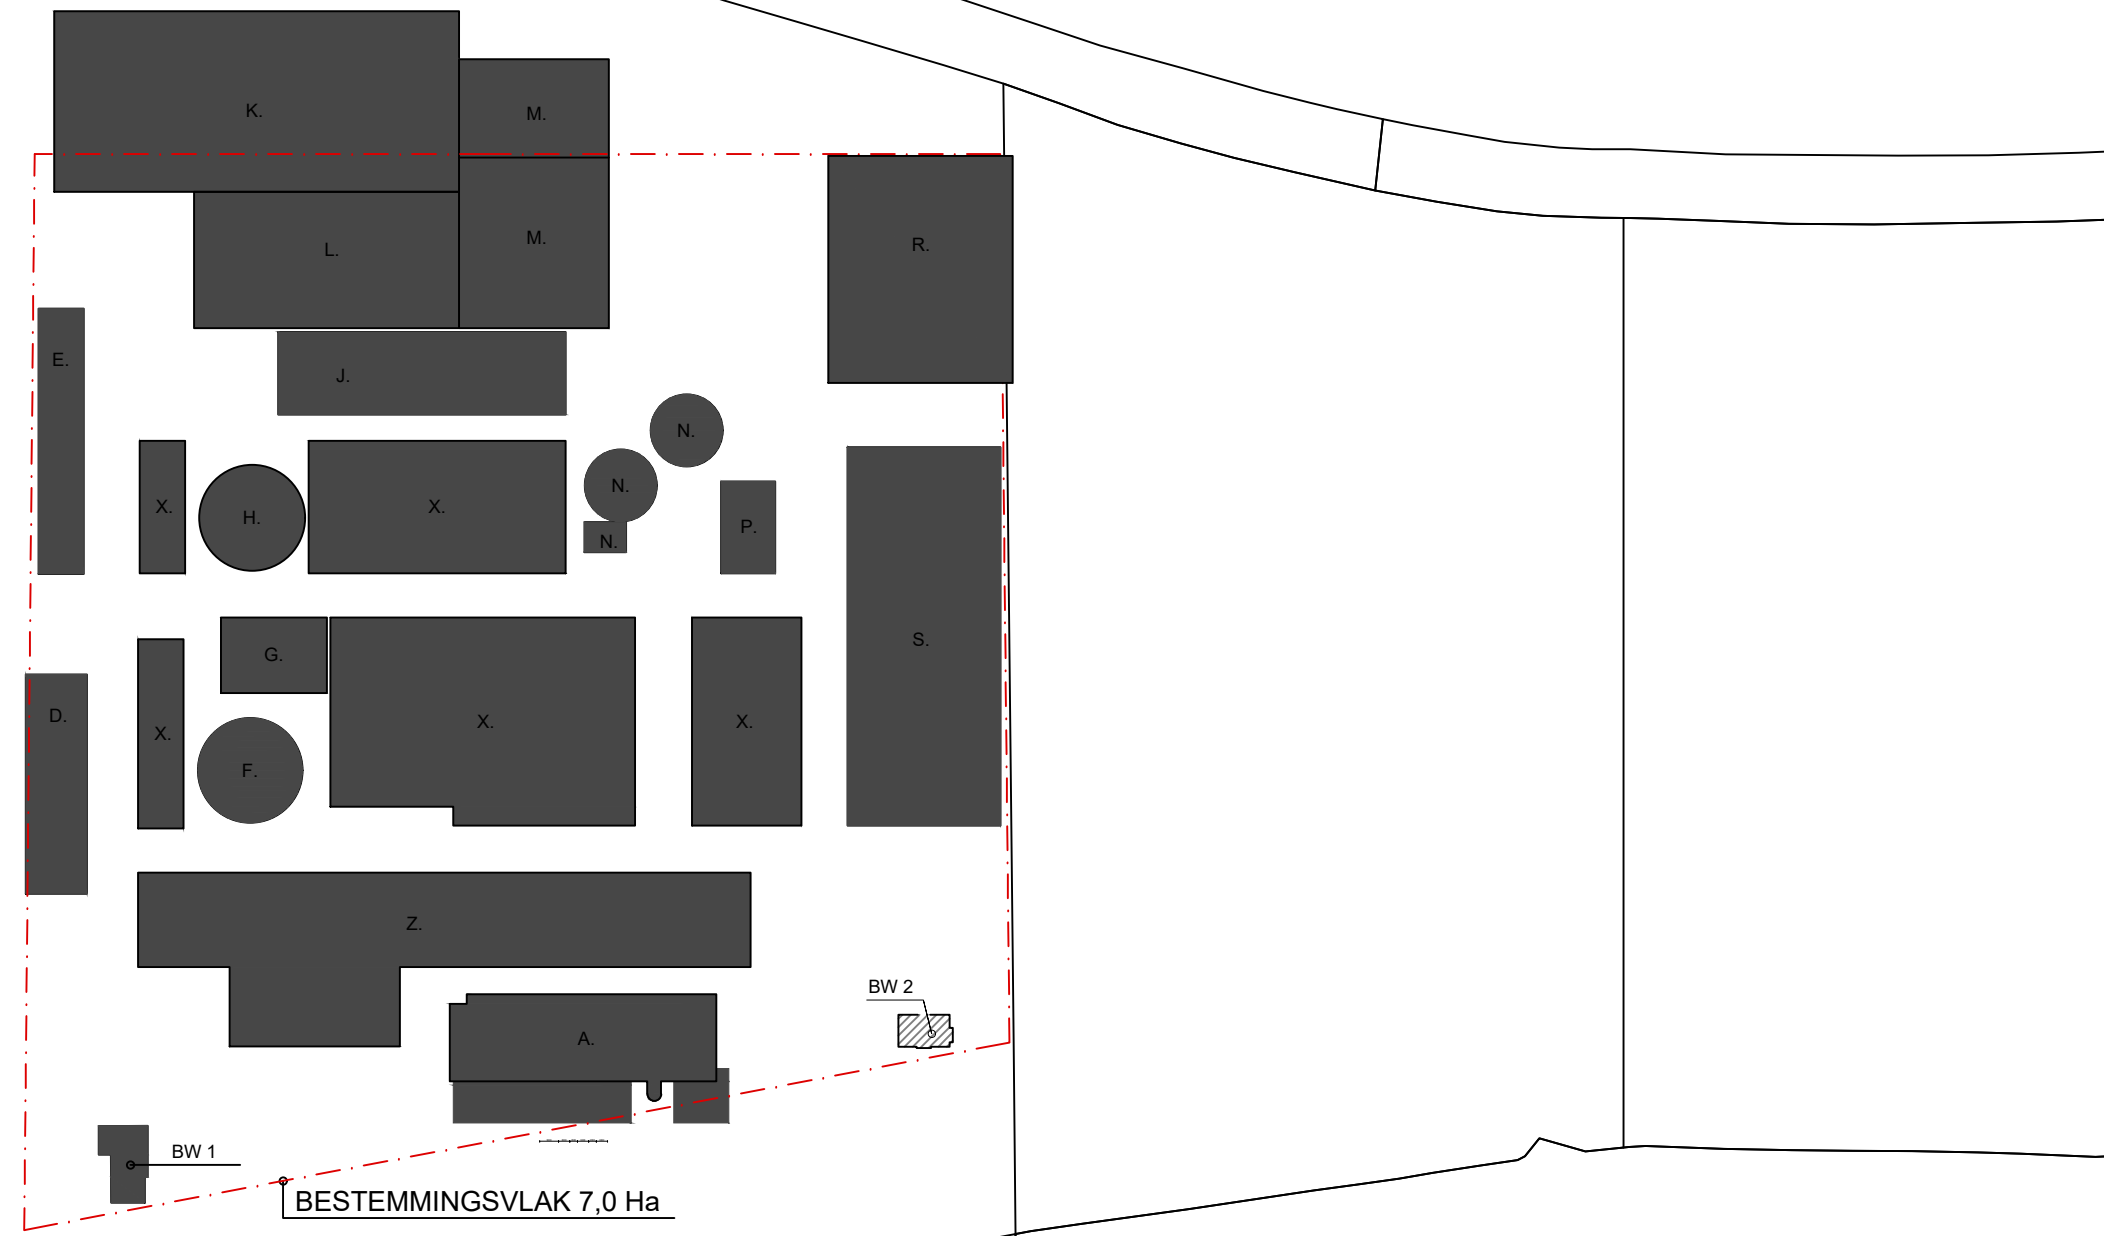 K.
M.
M.
L.
R.
E.
J.
N.
N.
X.
H.
X.
N.
P.
G.
S.
D.
X.
X.
X.
F.
Z.
BW 2
A.
BW 1
BESTEMMINGSVLAK 7,0 Ha